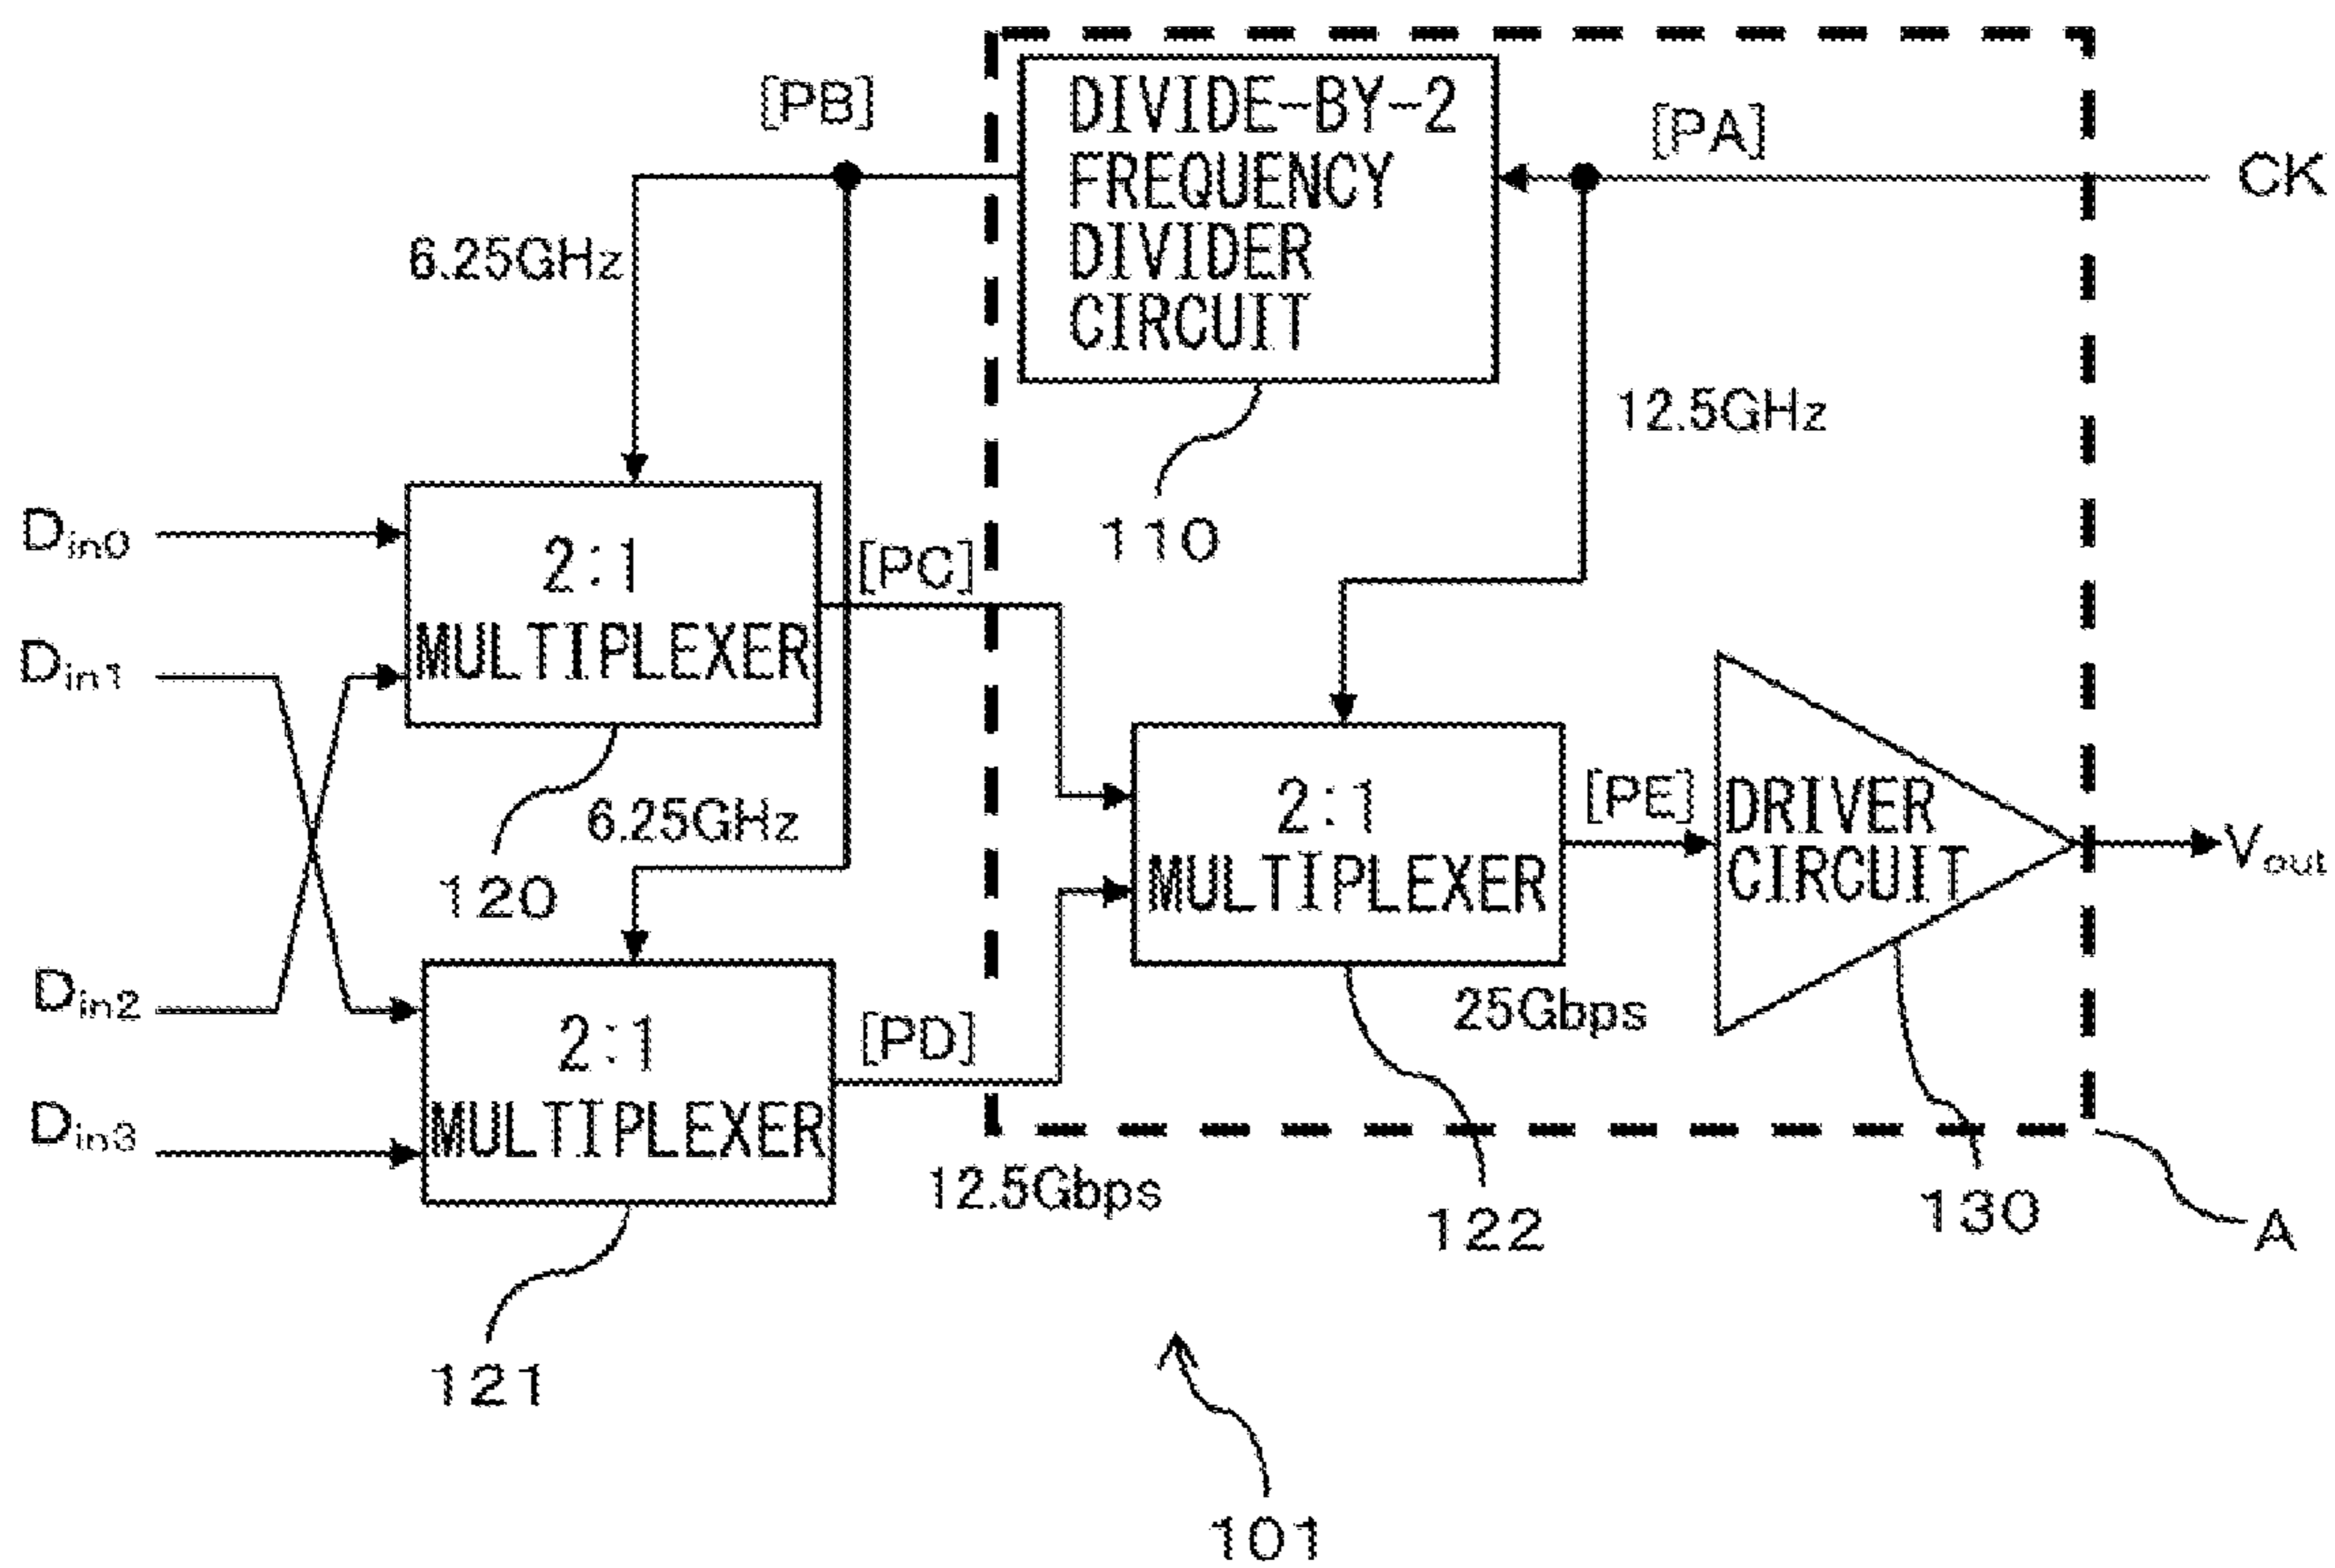 [PB]
DIVIDE-BY-2
FREQUENCY
DIVIDER
CIRCUIT
[PA]
CK
6.25GHz
12.5GHz
110
Din0
2:1
MULTIPLEXER
[PC]
Din1
120
6.25GHz
2:1
MULTIPLEXER
[PE]
DRIVER
CIRCUIT
Vout
Din2
2:1
MULTIPLEXER
[PD]
25Gbps
Din3
12.5Gbps
122
130
A
121
101